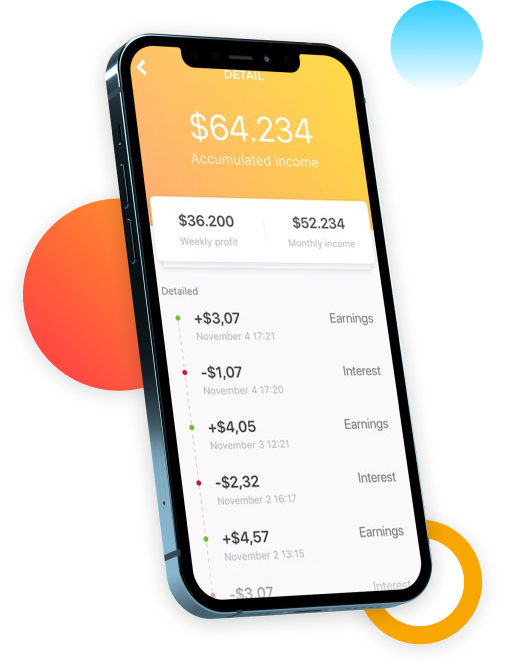 DETAIL
$64.234
Accumulated income
$36.200
$52.234
Weekly profit
Monthly income
Detailed
+$3,07
Earnings
November 4 17:21
-$1,07
Interest
November 4 17:20
+$4,05
Earnings
November 3 12:21
-$2,32
Interest
November 2 16:17
+$4,57
Earnings
November 2 13:15
-$3,07
Interest